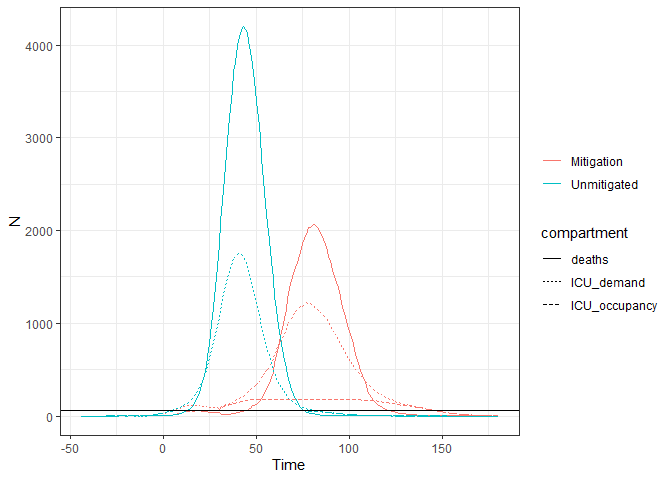 4000
3000
2000
1000
0
N
-50 0 50 100 150
Time
Mitigation
Unmitigated
compartment
deaths
ICU_demand
ICU_occupancy